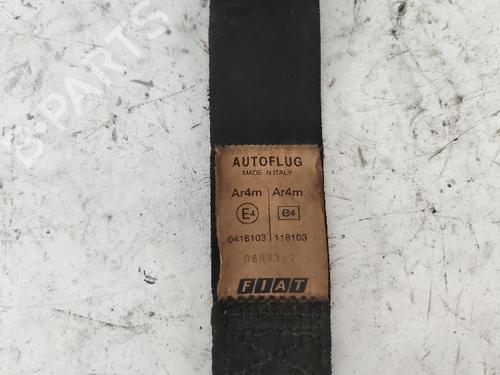 B-PARTS
AUTOFLUG
MADE IN ITALY
Ar4m Ar4m
E4 e4
0418103 118103
FIAT